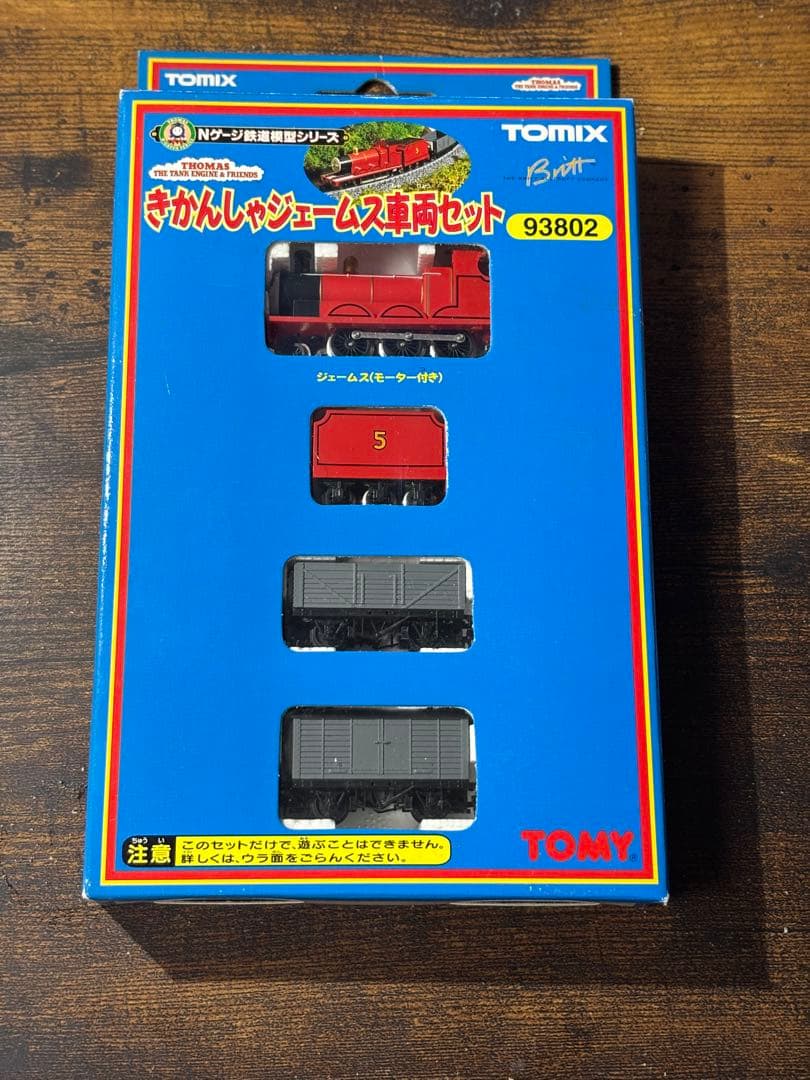 TOMIX
THOMAS
THE TANK ENGINE & FRIENDS
Nゲージ鉄道模型シリーズ
TOMIX
THOMAS
THE TANK ENGINE & FRIENDS
Britt
きかんしゃジェームス車両セット
93802
ジェームス(モーター付き)
5
ちゅうい
注意
このセットだけで、遊ぶことはできません。
詳しくは、ウラ面をごらんください。
TOMY®